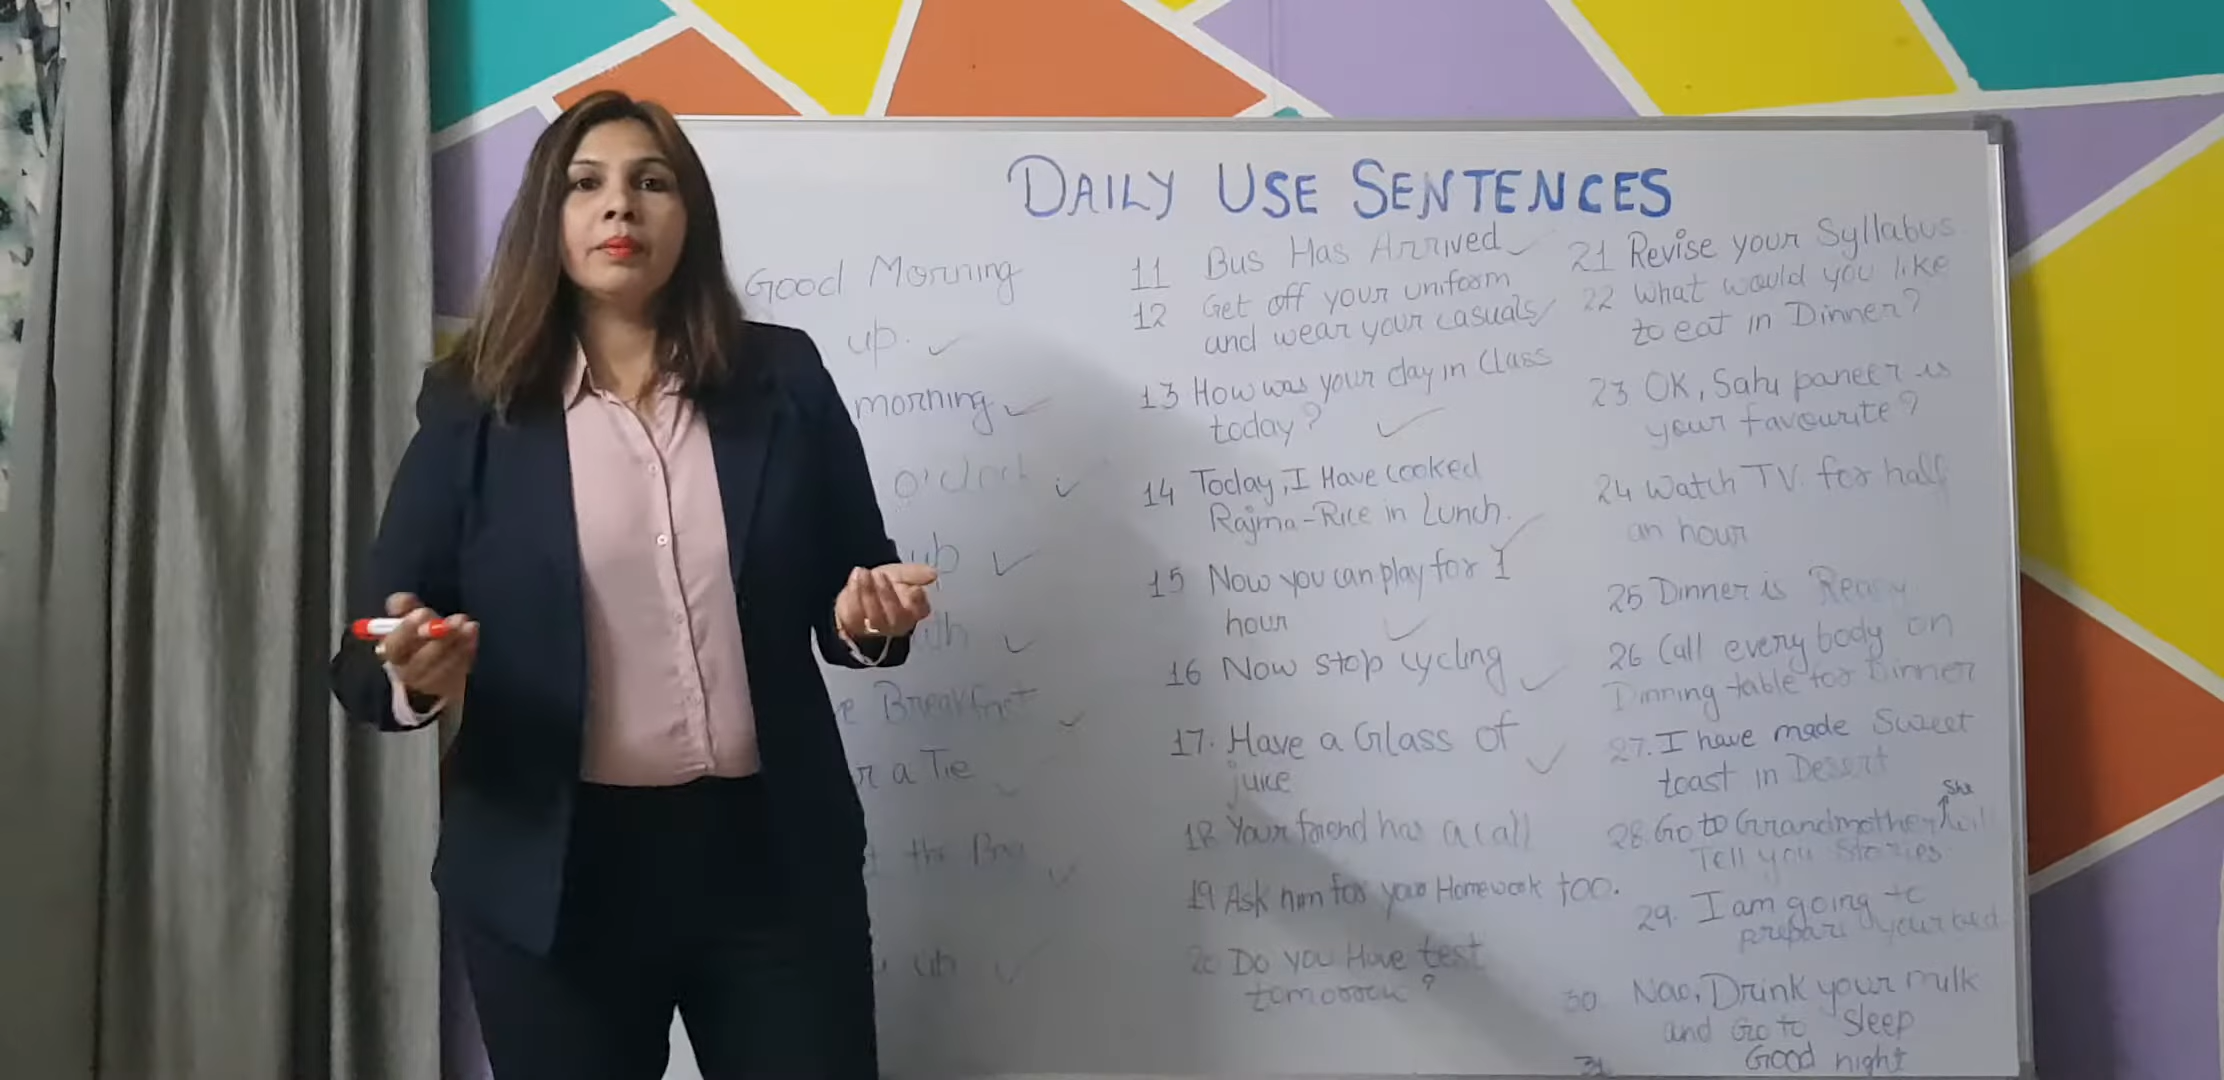 DAILY USE SENTENCES
Good Morning
up.
morning
o'clock
up
Breakfast
a Tie
the Bag
up
11 Bus Has Arrived
12 Get off your uniform
and wear your casuals
13 How was your day in Class
today?
14 Today, I Have cooked
Rajma-Rice in Lunch.
15 Now you can play for 1
hour
16 Now stop cycling
17. Have a Glass of
juice
18 Your friend has a call
19 Ask him for your Homework too.
20 Do you Have test
tomorrow?
21 Revise your Syllabus
22 What would you like
to eat in Dinner?
23 OK, Sahi paneer is
your favourite?
24 Watch TV for half
an hour
25 Dinner is Ready
26 Call everybody on
Dinning table for Dinner
27. I have made Sweet
toast in Desert
She
28. Go to Grandmother will
Tell you Stories
29. I am going to
prepare your bed
30 Nao, Drink your milk
and Go to Sleep
31 Good night